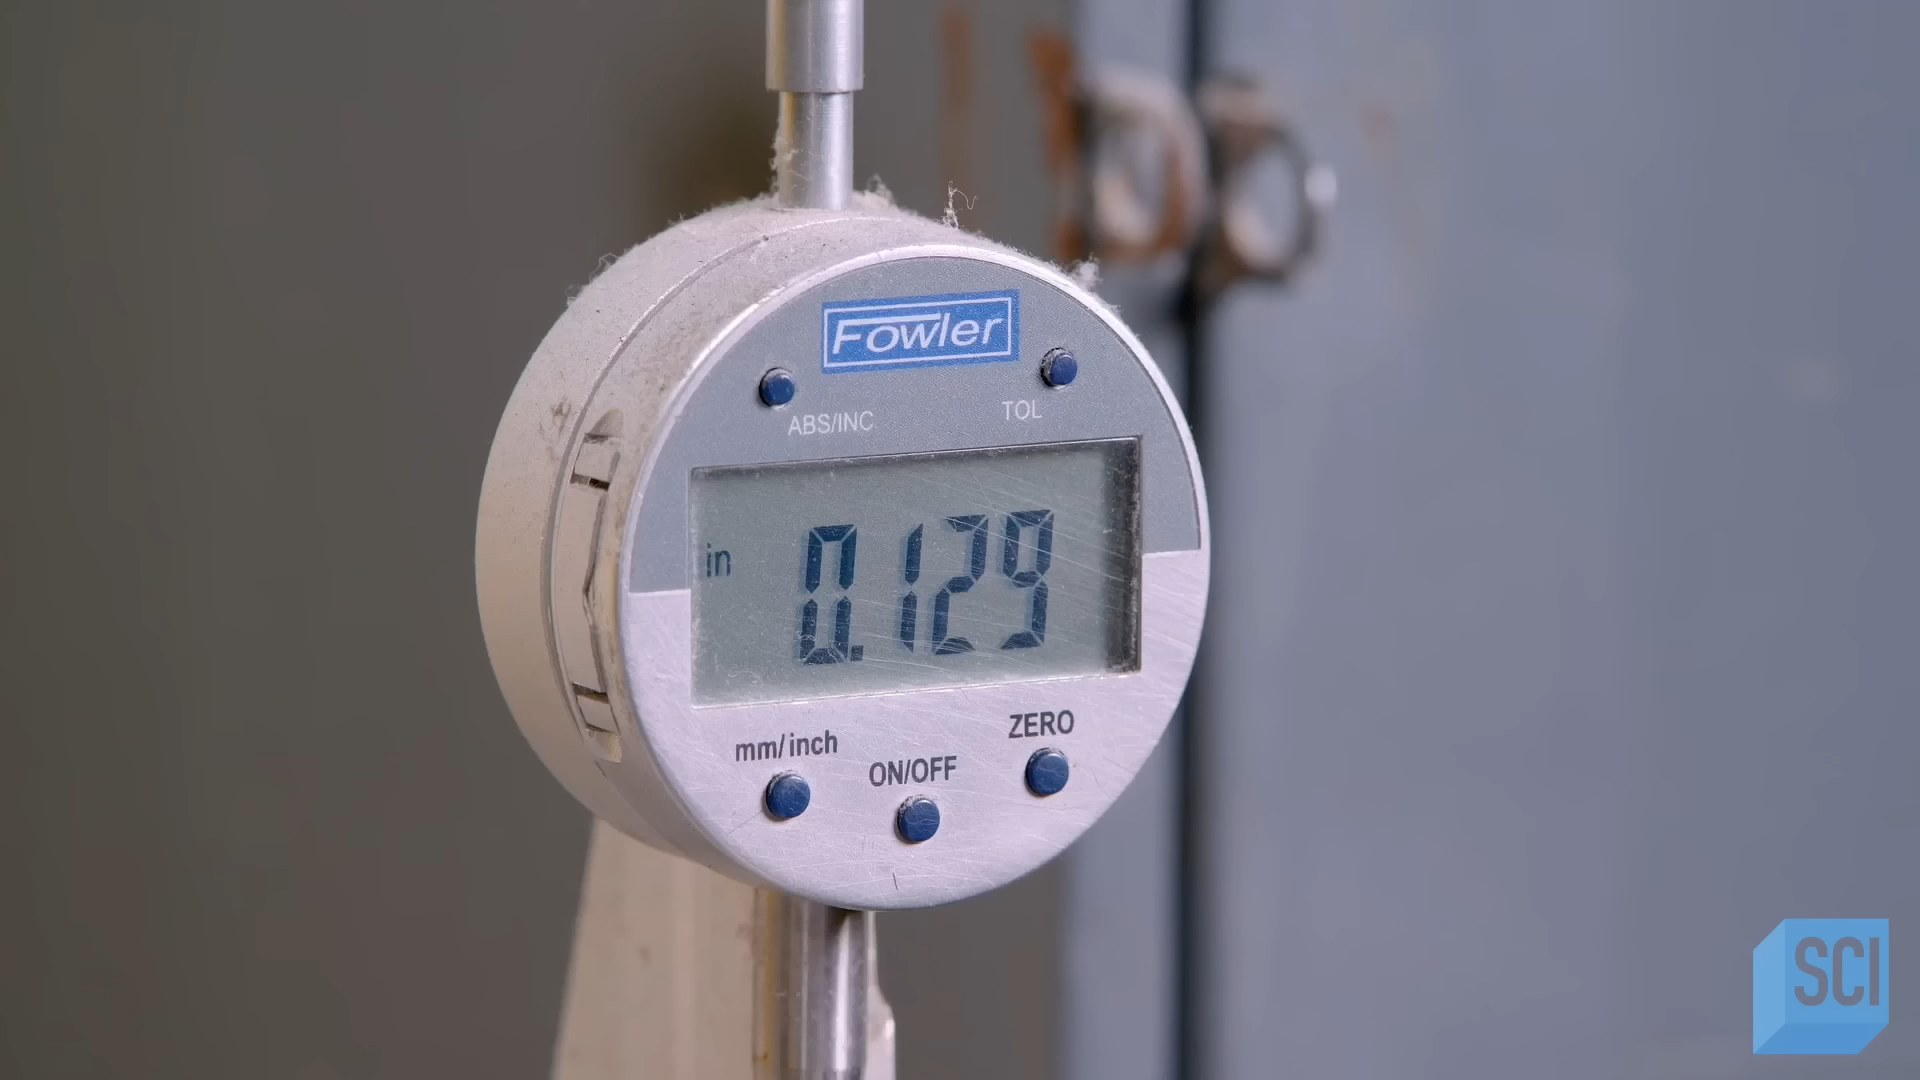 Fowler
ABS/INC
TOL
in
0.129
mm/inch
ON/OFF
ZERO
SCI